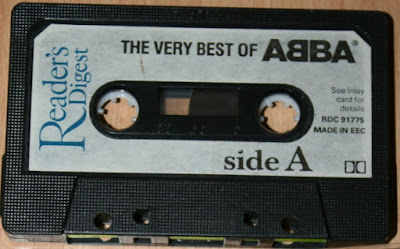 THE VERY BEST OF ABBA®
Reader's
Digest
See inlay
card for
details
RDC 91775
MADE IN EEC
side A